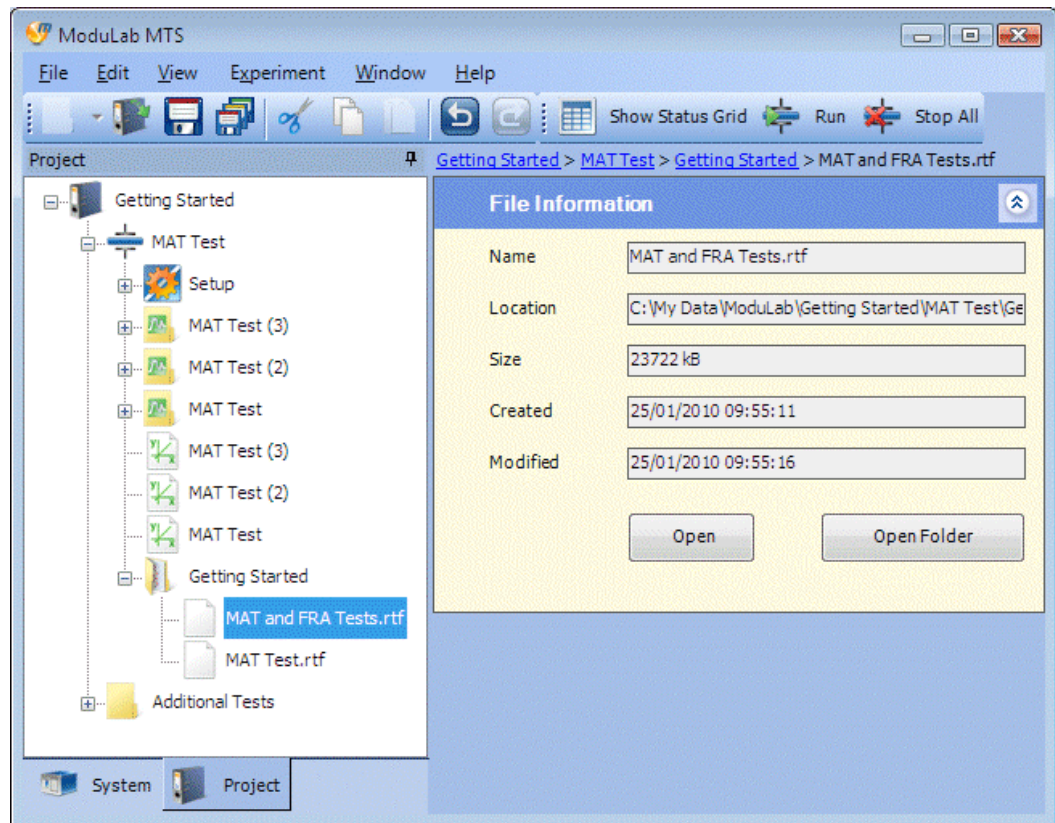 ModuLab MTS
File Edit View Experiment Window Help
Show Status Grid Run Stop All
Project
Getting Started > MAT Test > Getting Started > MAT and FRA Tests.rtf
Getting Started
MAT Test
Setup
MAT Test (3)
MAT Test (2)
MAT Test
MAT Test (3)
MAT Test (2)
MAT Test
Getting Started
MAT and FRA Tests.rtf
MAT Test.rtf
Additional Tests
System Project
File Information
Name MAT and FRA Tests.rtf
Location C:\My Data\ModuLab\Getting Started\MAT Test\Ge
Size 23722 kB
Created 25/01/2010 09:55:11
Modified 25/01/2010 09:55:16
Open Open Folder